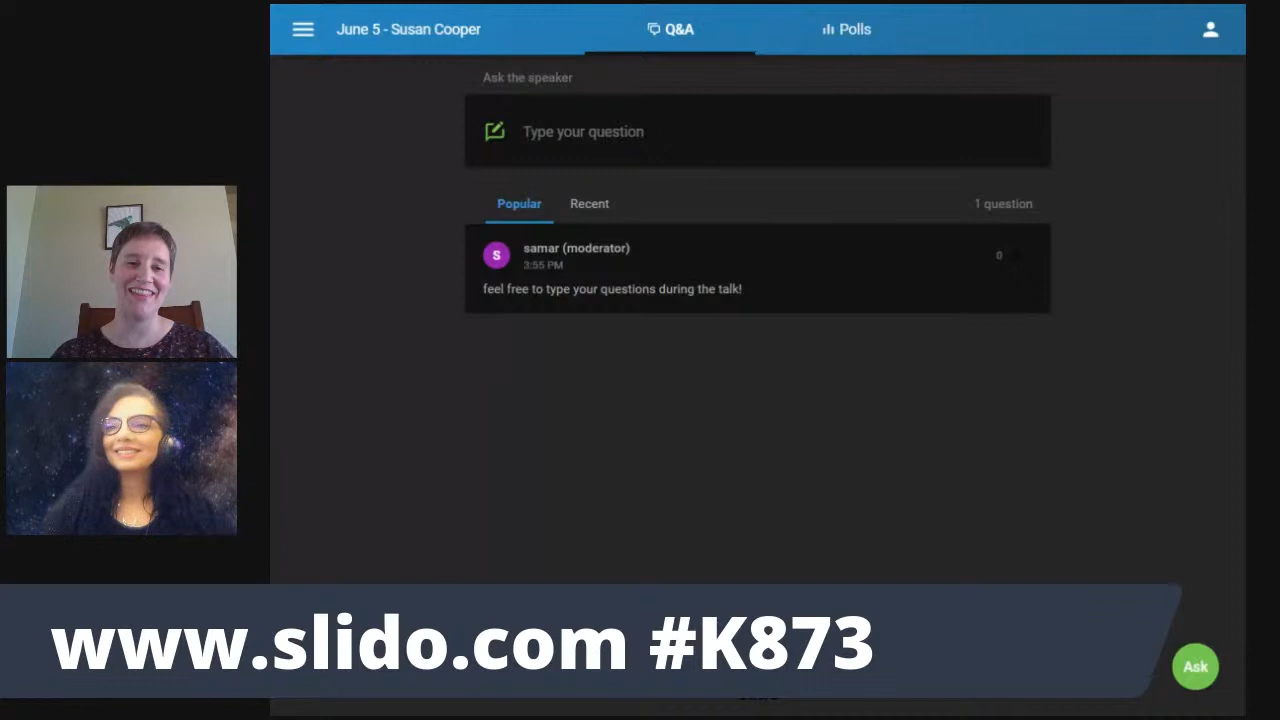 June 5 - Susan Cooper
Q&A
Polls
Ask the speaker
Type your question
Popular
Recent
1 question
S
samar (moderator)
3:55 PM
0
feel free to type your questions during the talk!
www.slido.com #K873
Ask